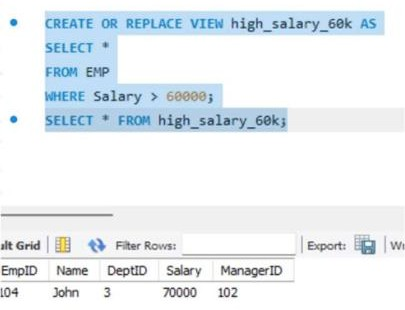 CREATE OR REPLACE VIEW high_salary_60k AS
SELECT *
FROM EMP
WHERE Salary > 60000;
SELECT * FROM high_salary_60k;
ult Grid Filter Rows: Export:
EmpID Name DeptID Salary ManagerID
104 John 3 70000 102